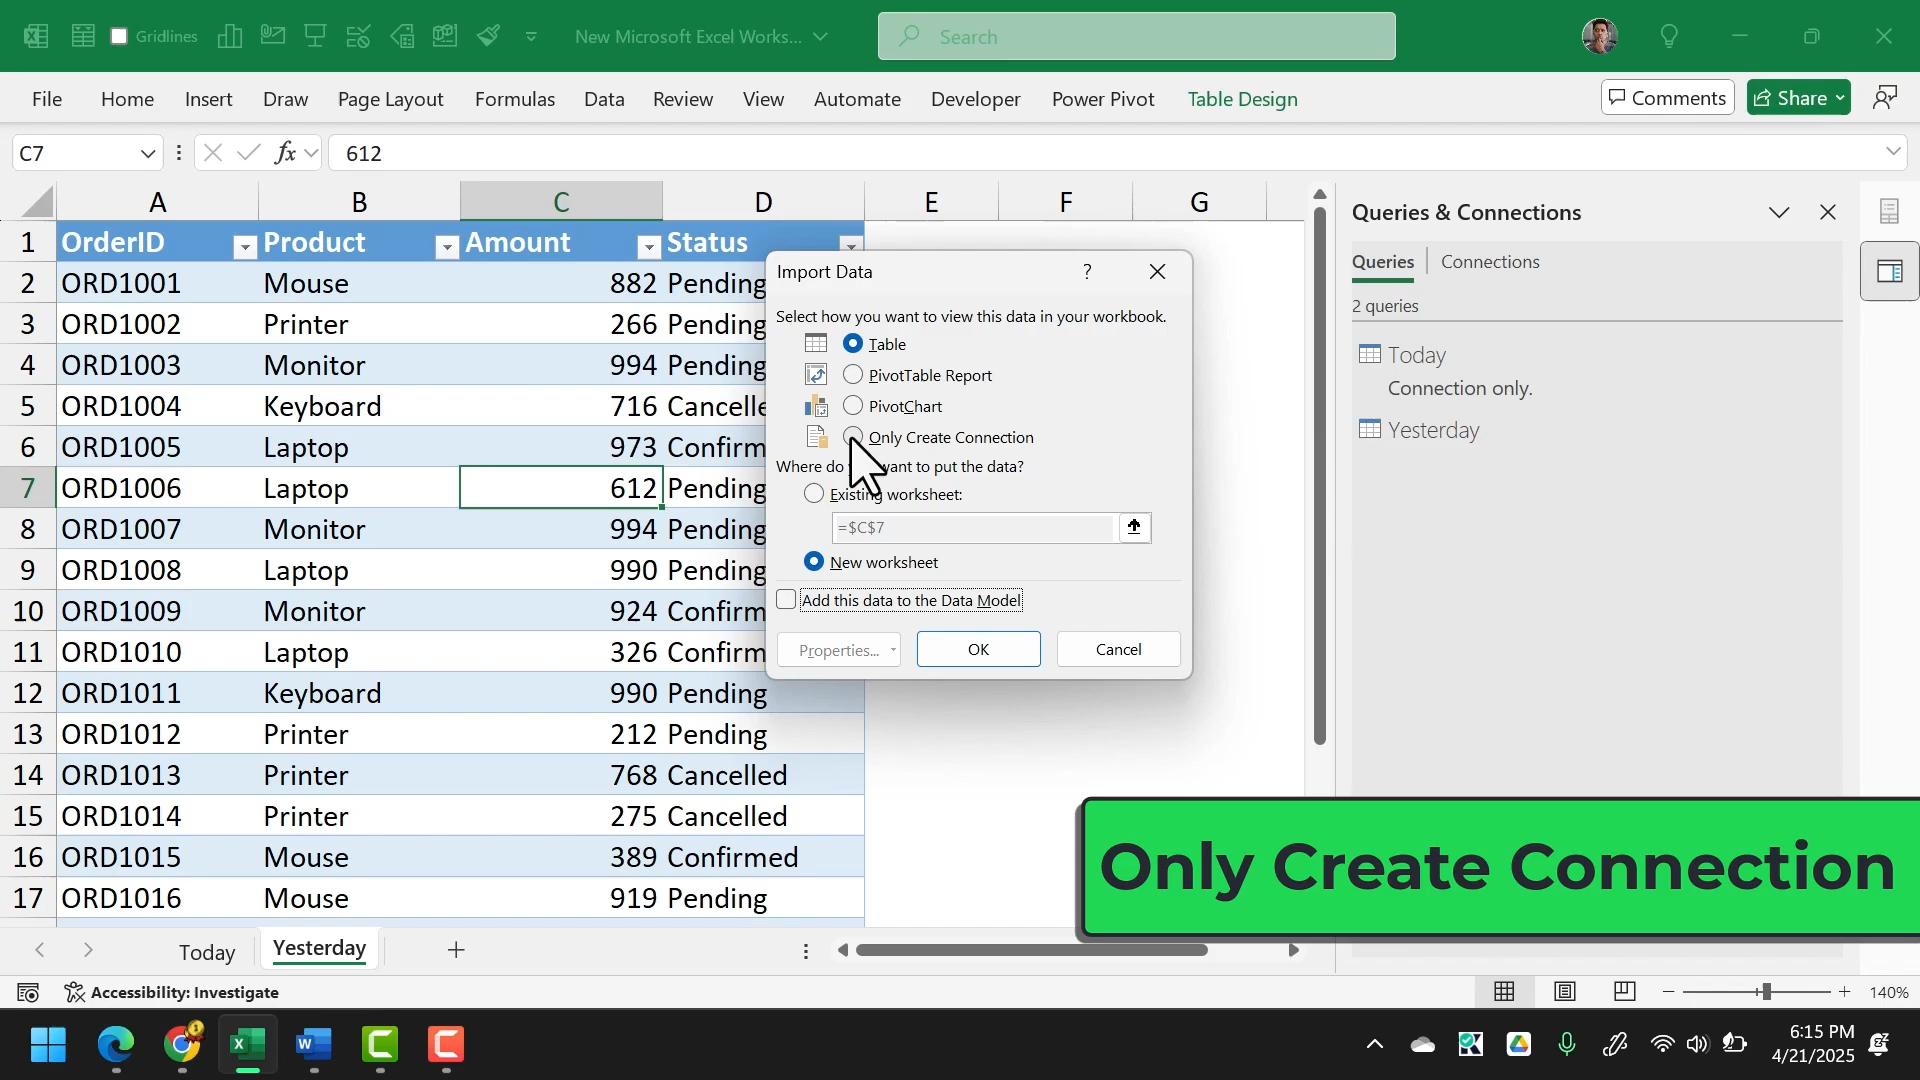 Gridlines
New Microsoft Excel Works...
Search
File Home Insert Draw Page Layout Formulas Data Review View Automate Developer Power Pivot Table Design
Comments
Share
C7
fx
612
A B C D E F G
1 OrderID Product Amount Status
2 ORD1001 Mouse 882 Pending
3 ORD1002 Printer 266 Pending
4 ORD1003 Monitor 994 Pending
5 ORD1004 Keyboard 716 Cancelle
6 ORD1005 Laptop 973 Confirm
7 ORD1006 Laptop 612 Pending
8 ORD1007 Monitor 994 Pending
9 ORD1008 Laptop 990 Pending
10 ORD1009 Monitor 924 Confirm
11 ORD1010 Laptop 326 Confirm
12 ORD1011 Keyboard 990 Pending
13 ORD1012 Printer 212 Pending
14 ORD1013 Printer 768 Cancelled
15 ORD1014 Printer 275 Cancelled
16 ORD1015 Mouse 389 Confirmed
17 ORD1016 Mouse 919 Pending
Import Data ?
Select how you want to view this data in your workbook.
Table
PivotTable Report
PivotChart
Only Create Connection
Where do want to put the data?
Existing worksheet:
=$C$7
New worksheet
Add this data to the Data Model
Properties... OK Cancel
Queries & Connections
Queries Connections
2 queries
Today
Connection only.
Yesterday
Only Create Connection
Today Yesterday
Accessibility: Investigate
140%
6:15 PM
4/21/2025